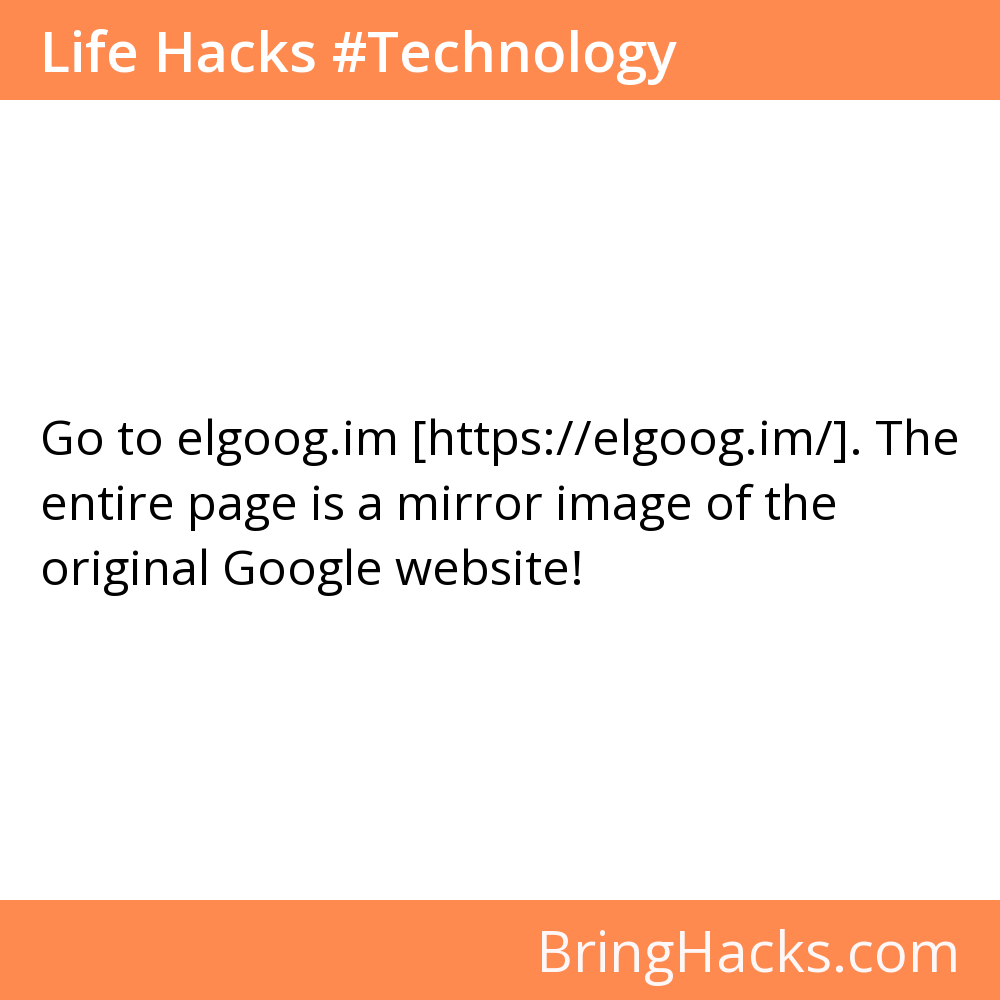 Life Hacks #Technology
Go to elgoog.im [https://elgoog.im/]. The
entire page is a mirror image of the
original Google website!
BringHacks.com